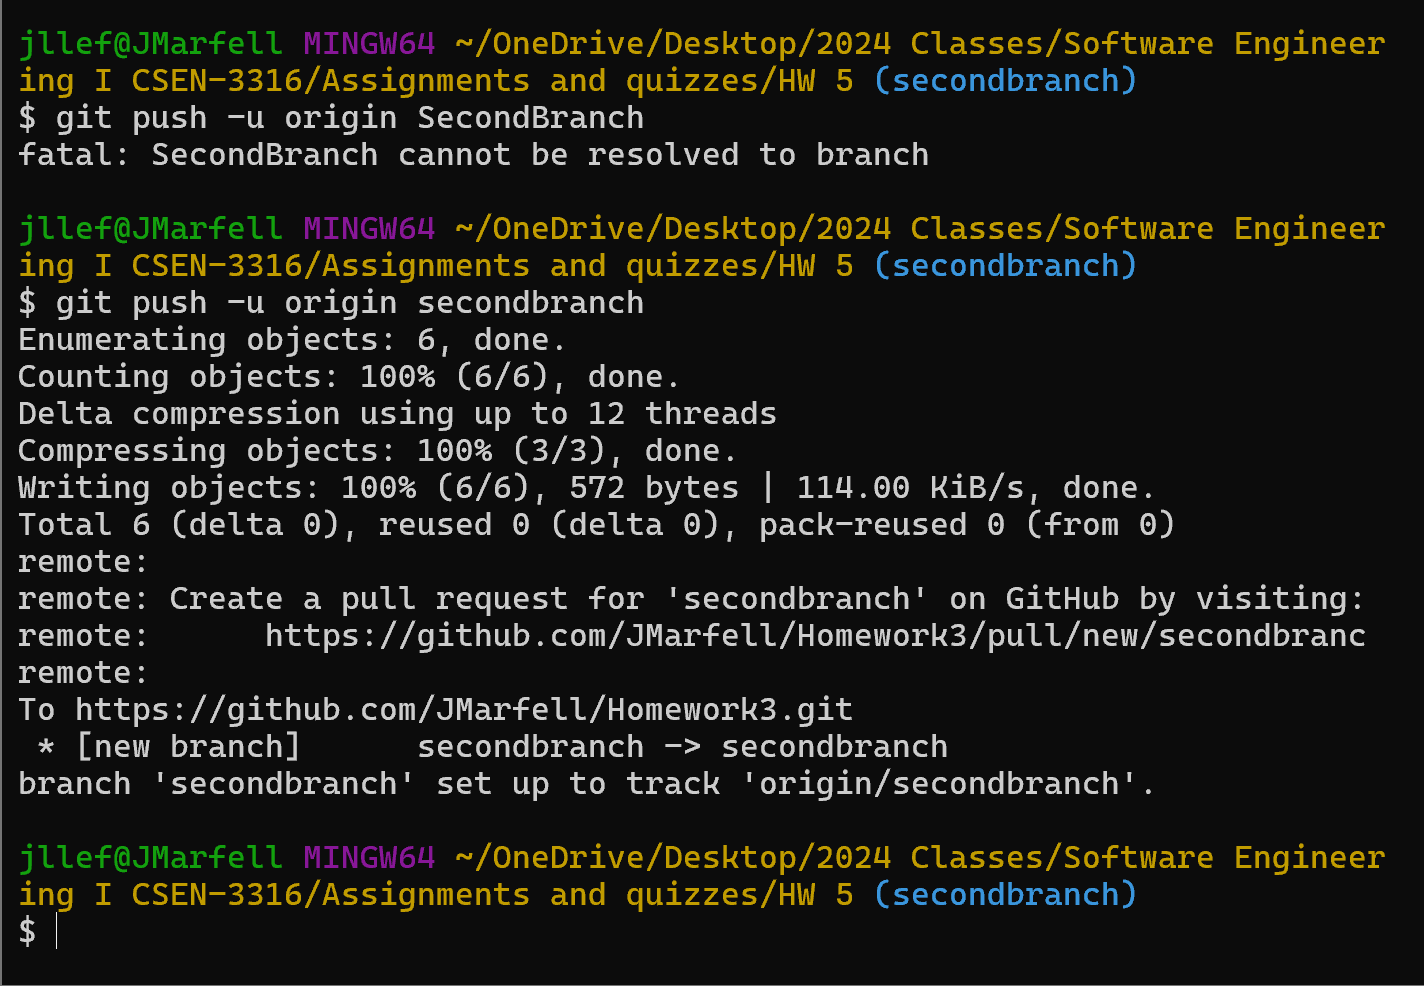 jllef@JMarfell MINGW64 ~/OneDrive/Desktop/2024 Classes/Software Engineer
ing I CSEN-3316/Assignments and quizzes/HW 5 (secondbranch)
$ git push -u origin SecondBranch
fatal: SecondBranch cannot be resolved to branch

jllef@JMarfell MINGW64 ~/OneDrive/Desktop/2024 Classes/Software Engineer
ing I CSEN-3316/Assignments and quizzes/HW 5 (secondbranch)
$ git push -u origin secondbranch
Enumerating objects: 6, done.
Counting objects: 100% (6/6), done.
Delta compression using up to 12 threads
Compressing objects: 100% (3/3), done.
Writing objects: 100% (6/6), 572 bytes | 114.00 KiB/s, done.
Total 6 (delta 0), reused 0 (delta 0), pack-reused 0 (from 0)
remote:
remote: Create a pull request for 'secondbranch' on GitHub by visiting:
remote:      https://github.com/JMarfell/Homework3/pull/new/secondbranc
remote:
To https://github.com/JMarfell/Homework3.git
 * [new branch]      secondbranch -> secondbranch
branch 'secondbranch' set up to track 'origin/secondbranch'.

jllef@JMarfell MINGW64 ~/OneDrive/Desktop/2024 Classes/Software Engineer
ing I CSEN-3316/Assignments and quizzes/HW 5 (secondbranch)
$